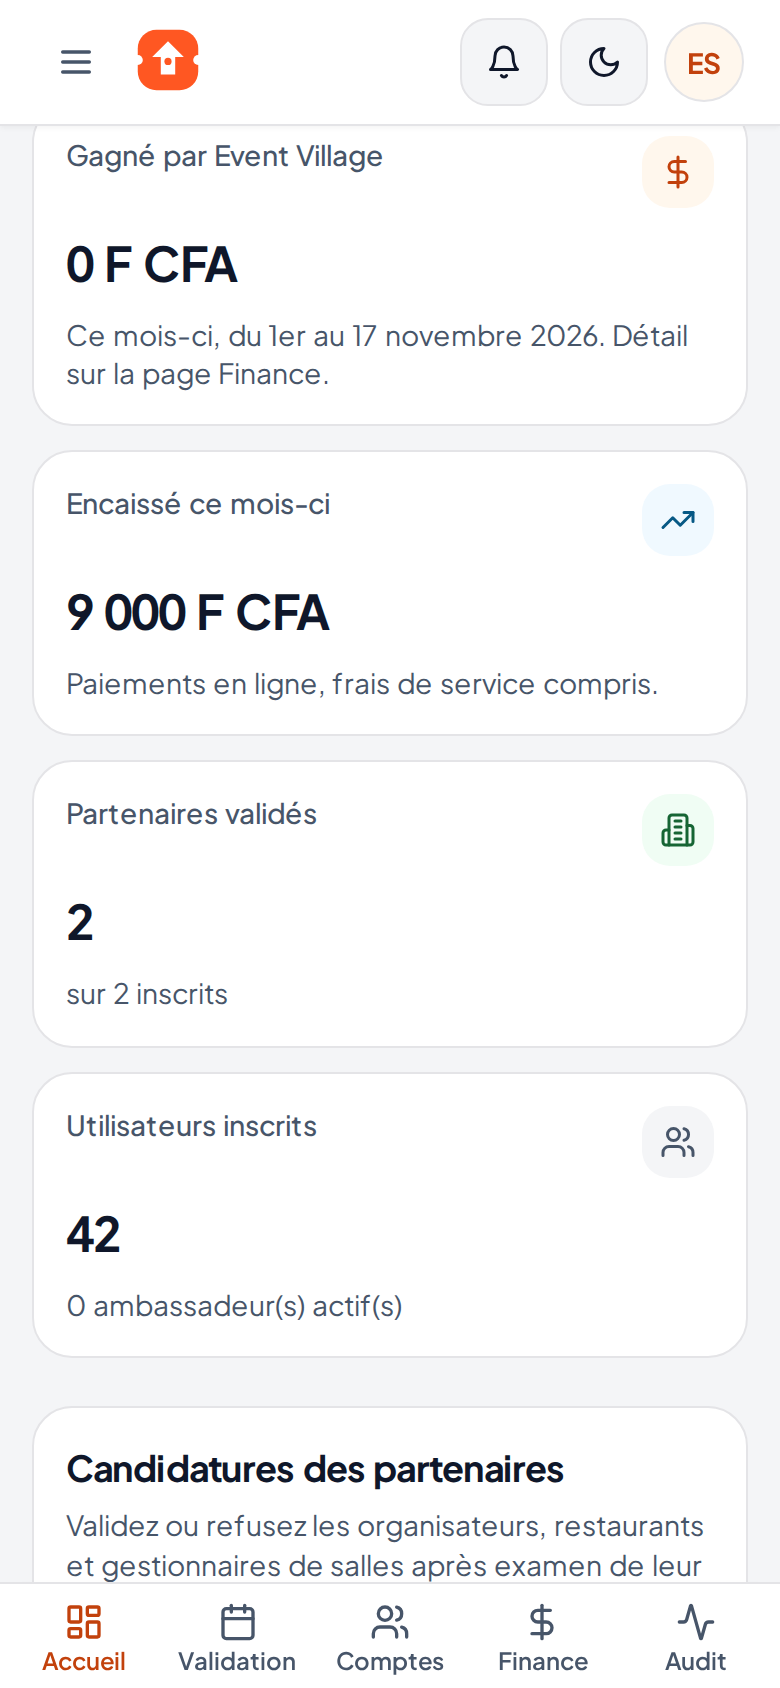 ES
Gagné par Event Village
0 F CFA
Ce mois-ci, du 1er au 17 novembre 2026. Détail
sur la page Finance.
Encaissé ce mois-ci
9 000 F CFA
Paiements en ligne, frais de service compris.
Partenaires validés
2
sur 2 inscrits
Utilisateurs inscrits
42
0 ambassadeur(s) actif(s)
Candidatures des partenaires
Validez ou refusez les organisateurs, restaurants
et gestionnaires de salles après examen de leur
Accueil
Validation
Comptes
Finance
Audit